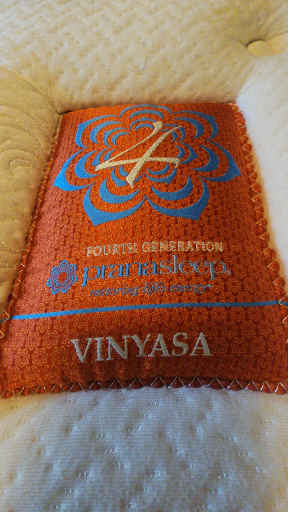 4
FOURTH GENERATION
pranasleep
VINYASA